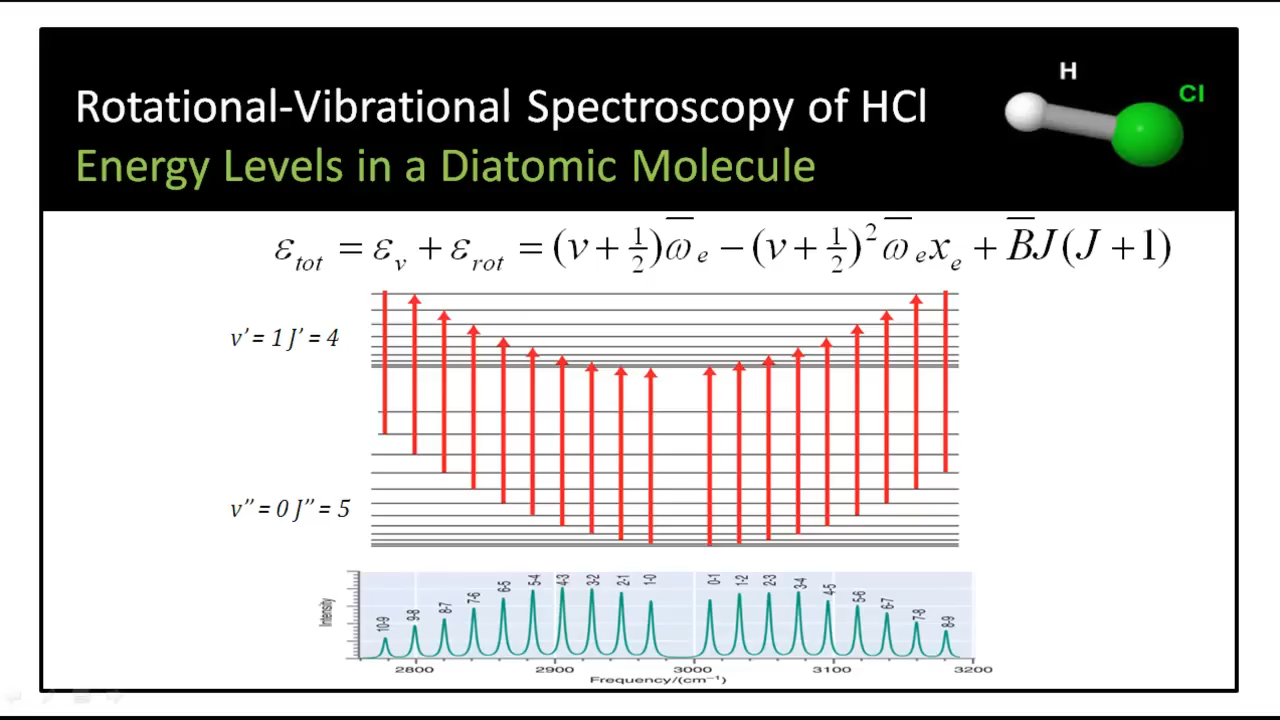 H
Cl
Rotational-Vibrational Spectroscopy of HCl
Energy Levels in a Diatomic Molecule
ε_tot = ε_v + ε_rot = (v + 1/2)ω̅_e − (v + 1/2)² ω̅_e x_e + B̅J(J + 1)
v' = 1 J' = 4
v'' = 0 J'' = 5
Intensity
10-9 9-8 8-7 7-6 6-5 5-4 4-3 3-2 2-1 1-0 0-1 1-2 2-3 3-4 4-5 5-6 6-7 7-8 8-9
2800 2900 3000 3100 3200
Frequency/(cm⁻¹)